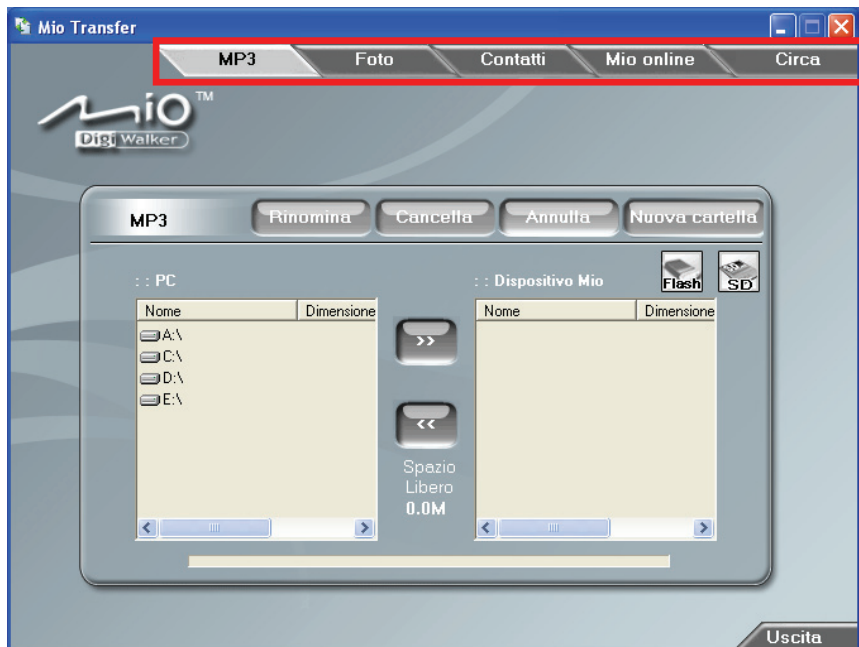 Mio Transfer
MP3 Foto Contatti Mio online Circa
Mio TM
Digi Walker
MP3 Rinomina Cancella Annulla Nuova cartella
: : PC : : Dispositivo Mio Flash SD
Nome Dimensione >> Nome Dimensione
A:\
C:\
D:\
E:\
<<
Spazio
Libero
0.0M
Uscita